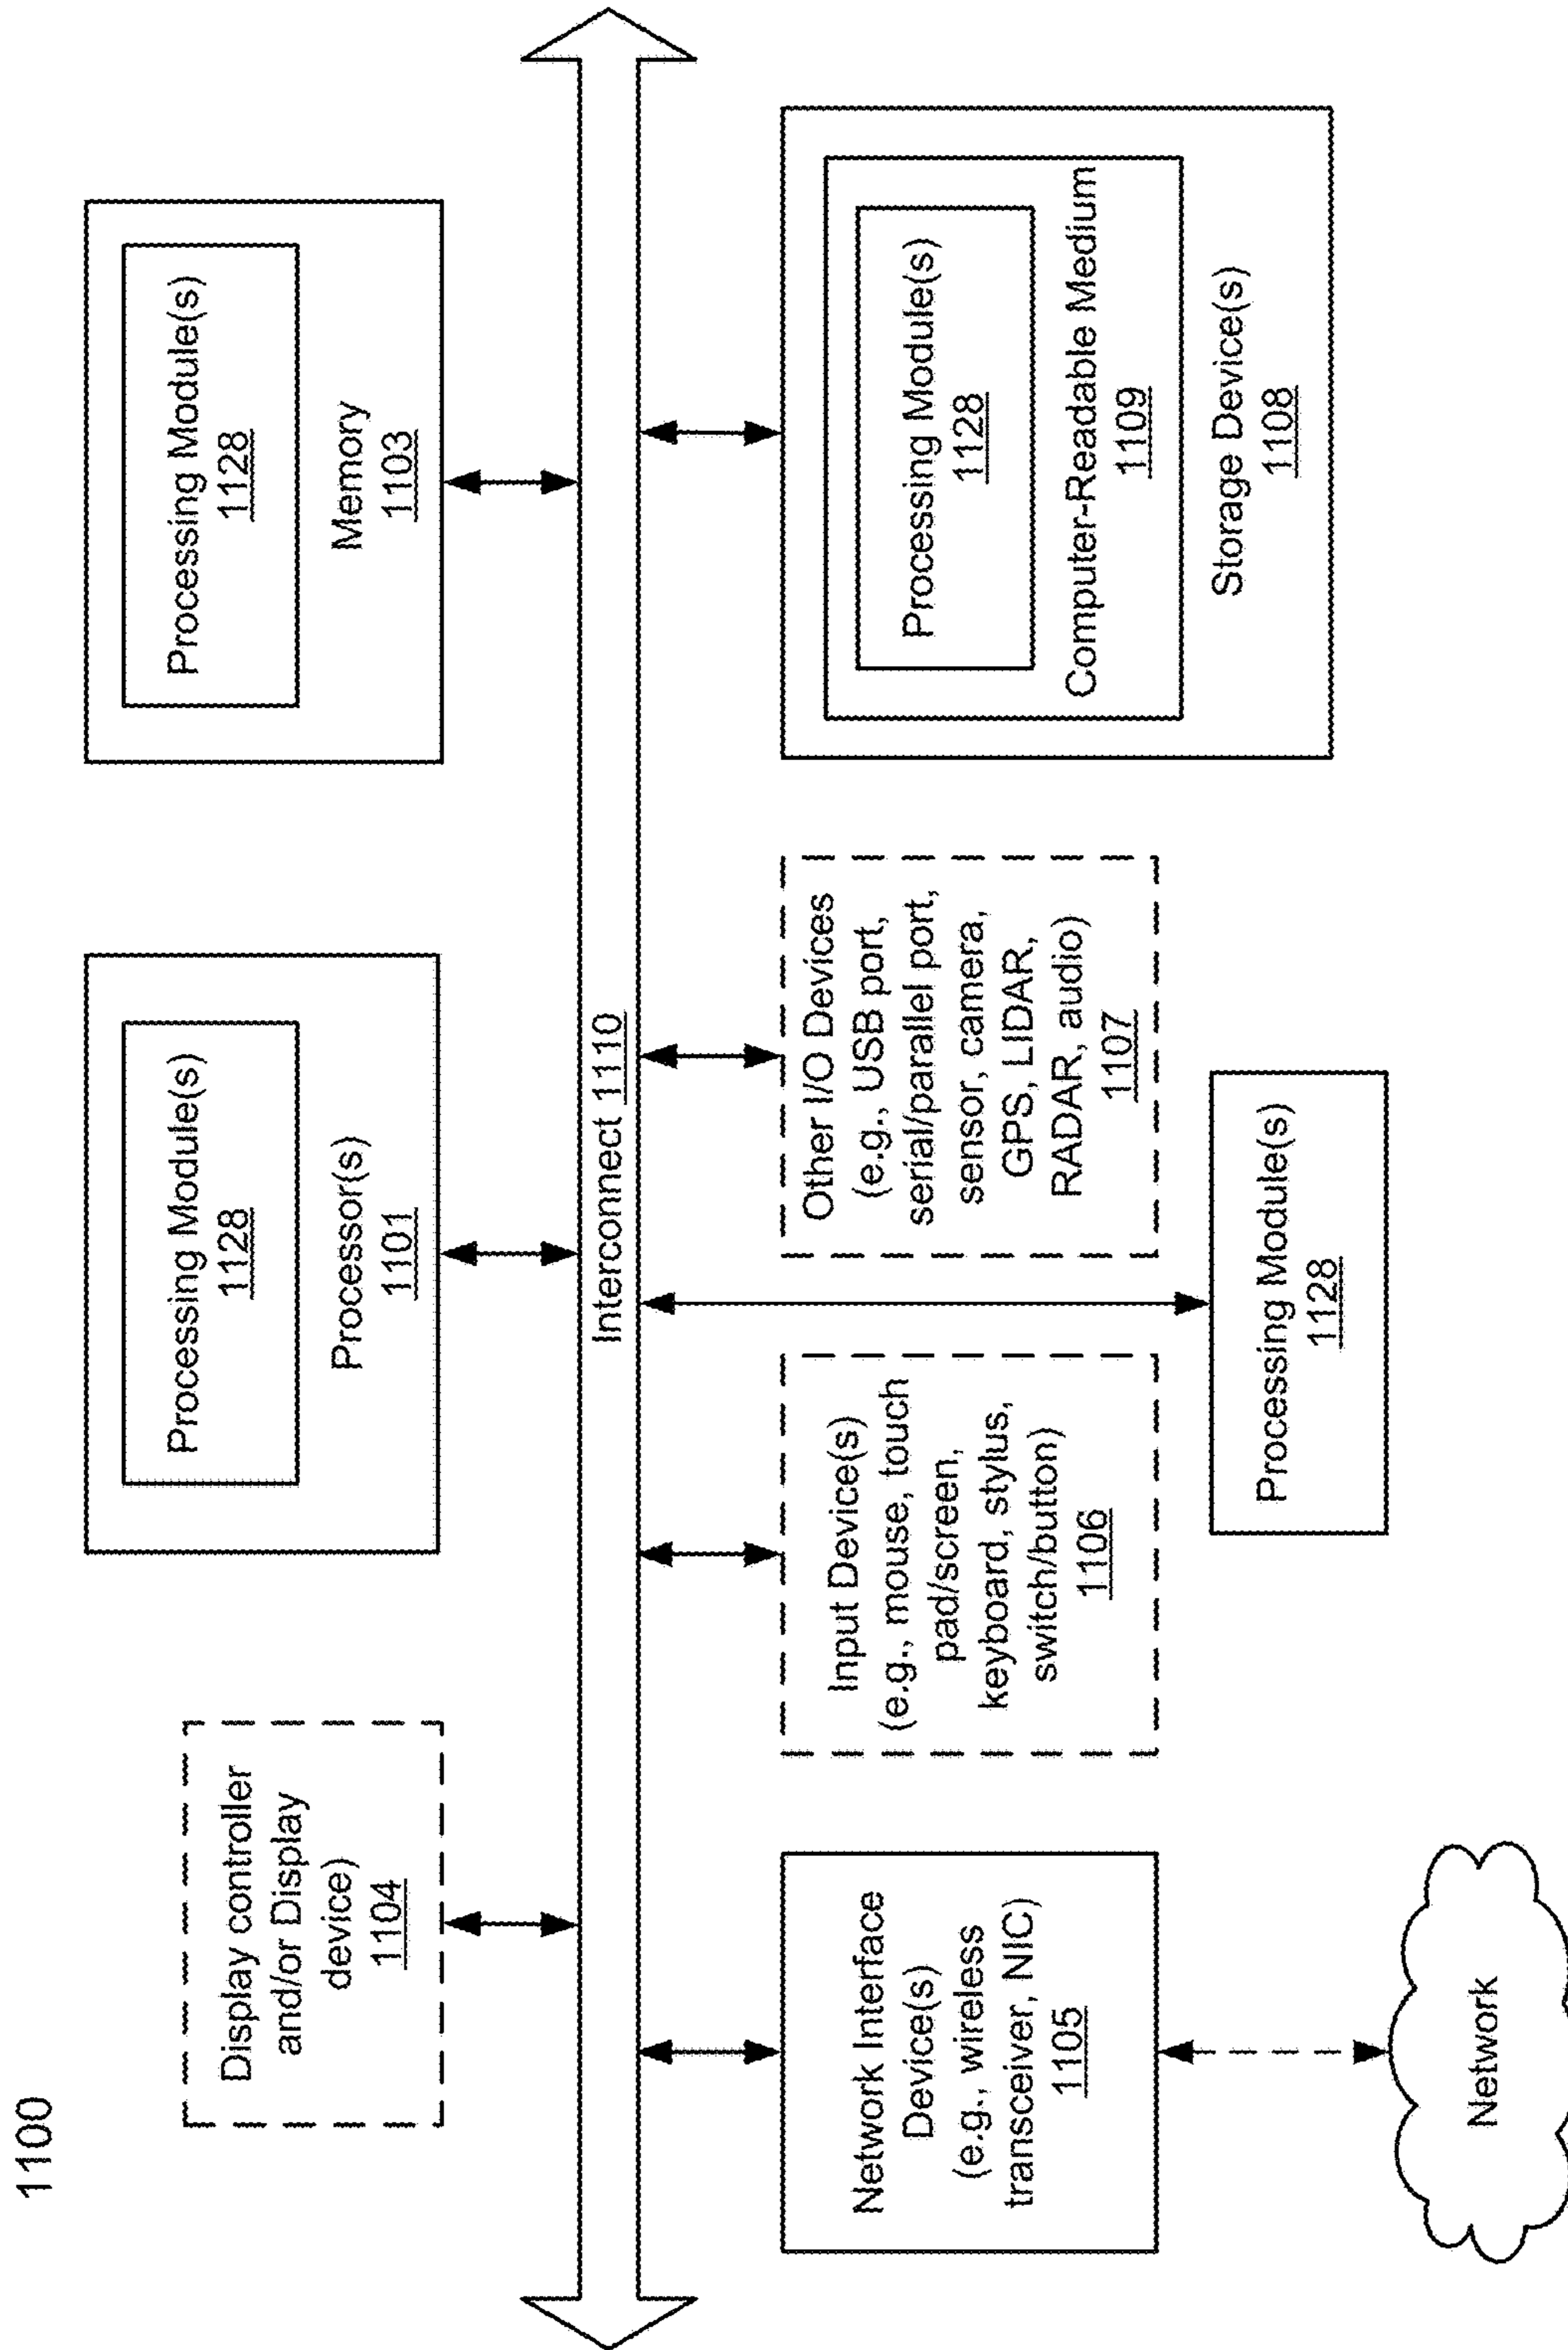 1100
Display controller
and/or Display
device)
1104
Processing Module(s)
1128
Processor(s)
1101
Processing Module(s)
1128
Memory
1103
Interconnect 1110
Network Interface
Device(s)
(e.g., wireless
transceiver, NIC)
1105
Input Device(s)
(e.g., mouse, touch
pad/screen,
keyboard, stylus,
switch/button)
1106
Other I/O Devices
(e.g., USB port,
serial/parallel port,
sensor, camera,
GPS, LIDAR,
RADAR, audio)
1107
Processing Module(s)
1128
Computer-Readable Medium
1109
Storage Device(s)
1108
Processing Module(s)
1128
Network